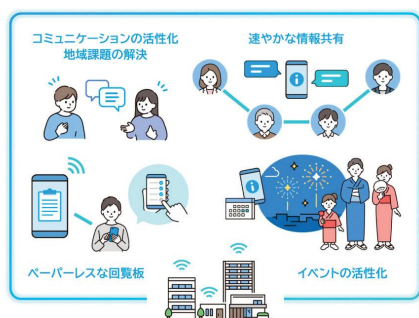 コミュニケーションの活性化
地域課題の解決
速やかな情報共有
ペーパーレスな回覧板
イベントの活性化